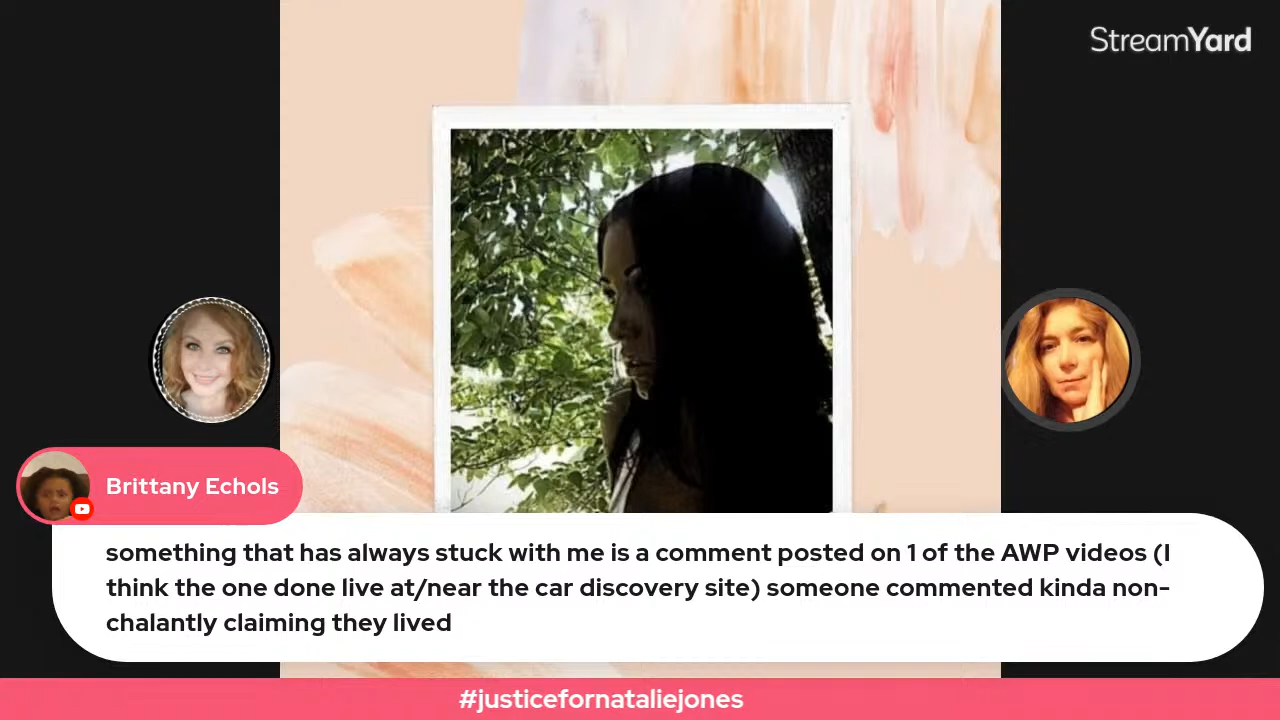 StreamYard
Brittany Echols
something that has always stuck with me is a comment posted on 1 of the AWP videos (I
think the one done live at/near the car discovery site) someone commented kinda non-
chalantly claiming they lived
#justicefornataliejones